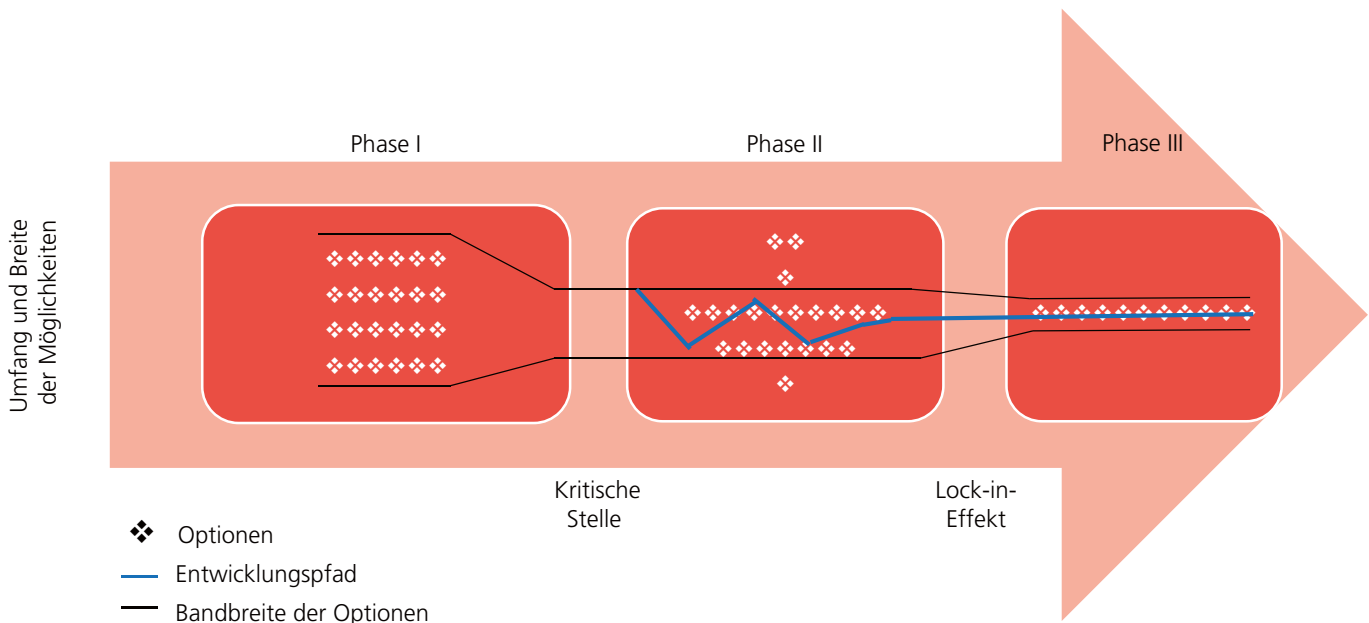 Phase I
Phase II
Phase III
Umfang und Breite
der Möglichkeiten
Kritische
Stelle
Lock-in-
Effekt
Optionen
Entwicklungspfad
Bandbreite der Optionen